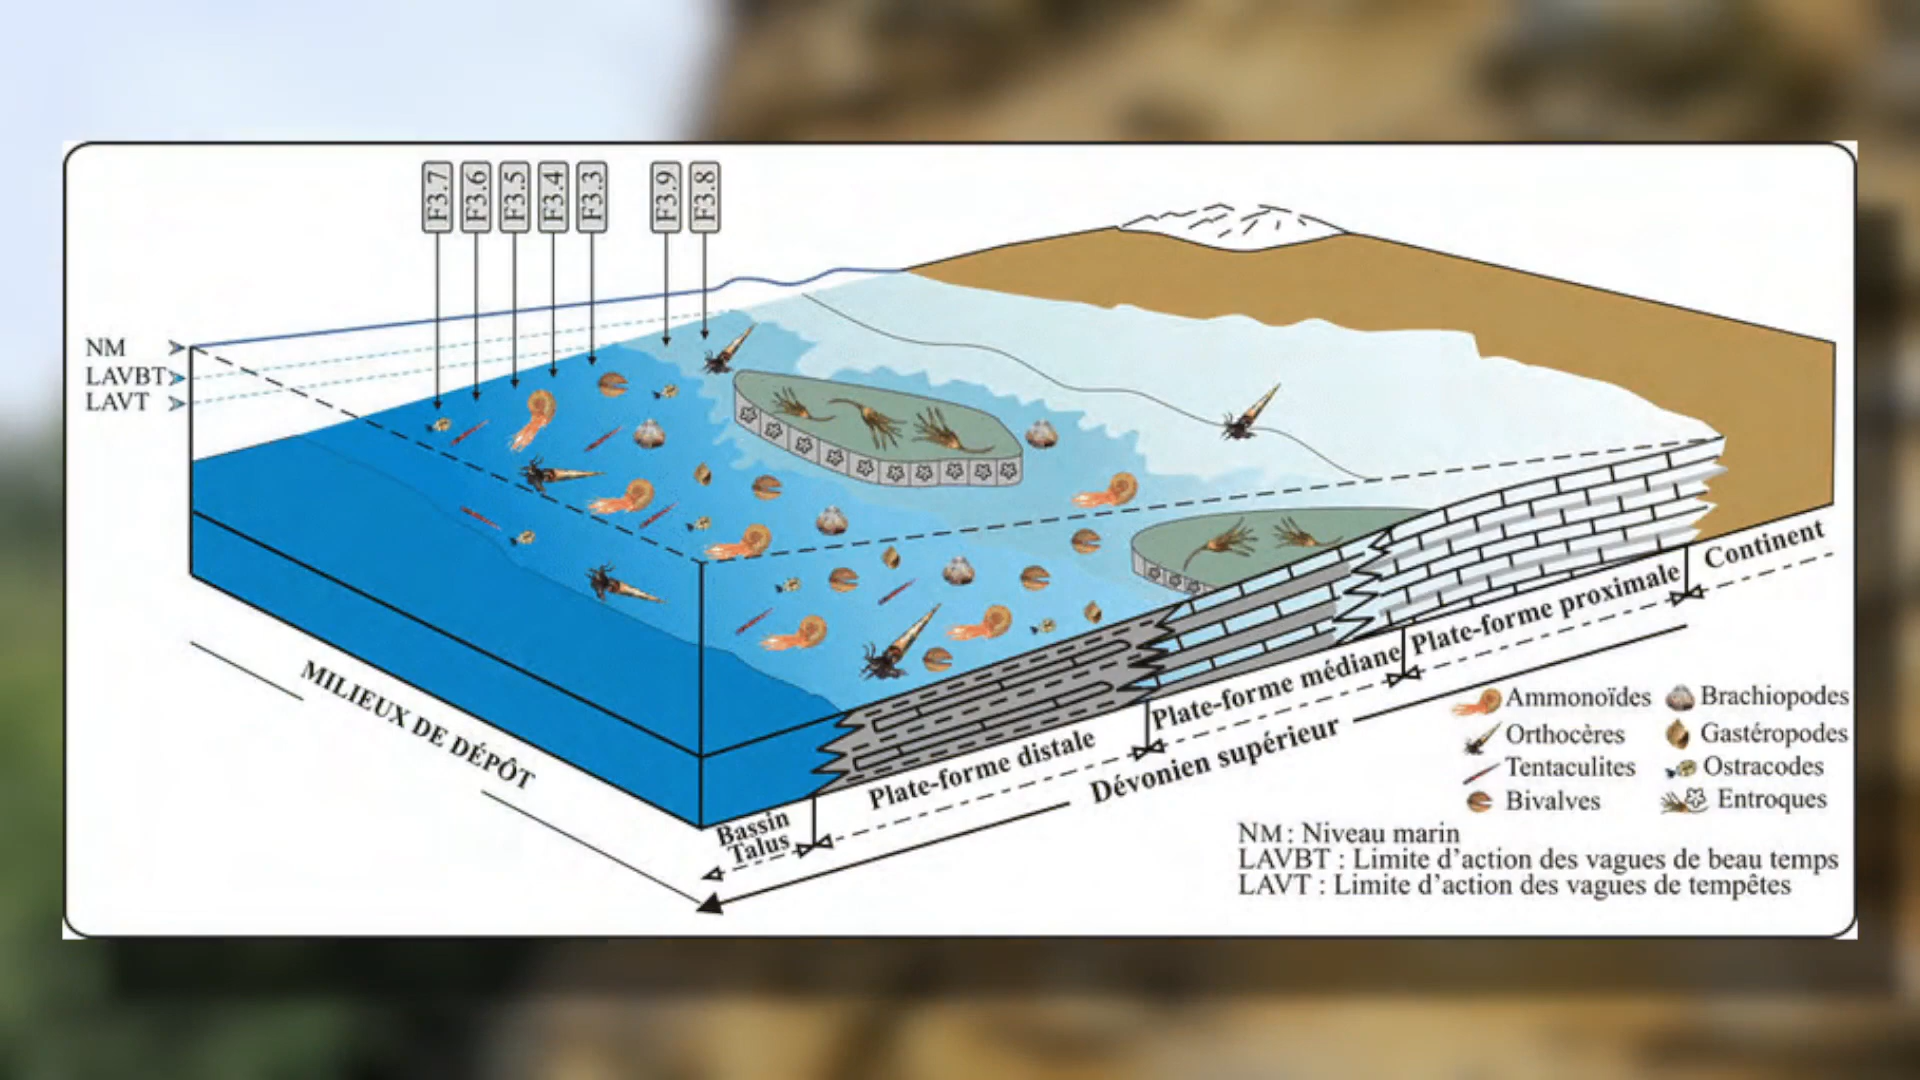 F3.7
F3.6
F3.5
F3.4
F3.3
F3.9
F3.8
NM
LAVBT
LAVT
MILIEUX DE DÉPÔT
Bassin
Talus
Plate-forme distale
Plate-forme médiane
Plate-forme proximale
Continent
Dévonien supérieur
Ammonoïdes
Brachiopodes
Orthocères
Gastéropodes
Tentaculites
Ostracodes
Bivalves
Entroques
NM : Niveau marin
LAVBT : Limite d’action des vagues de beau temps
LAVT : Limite d’action des vagues de tempêtes